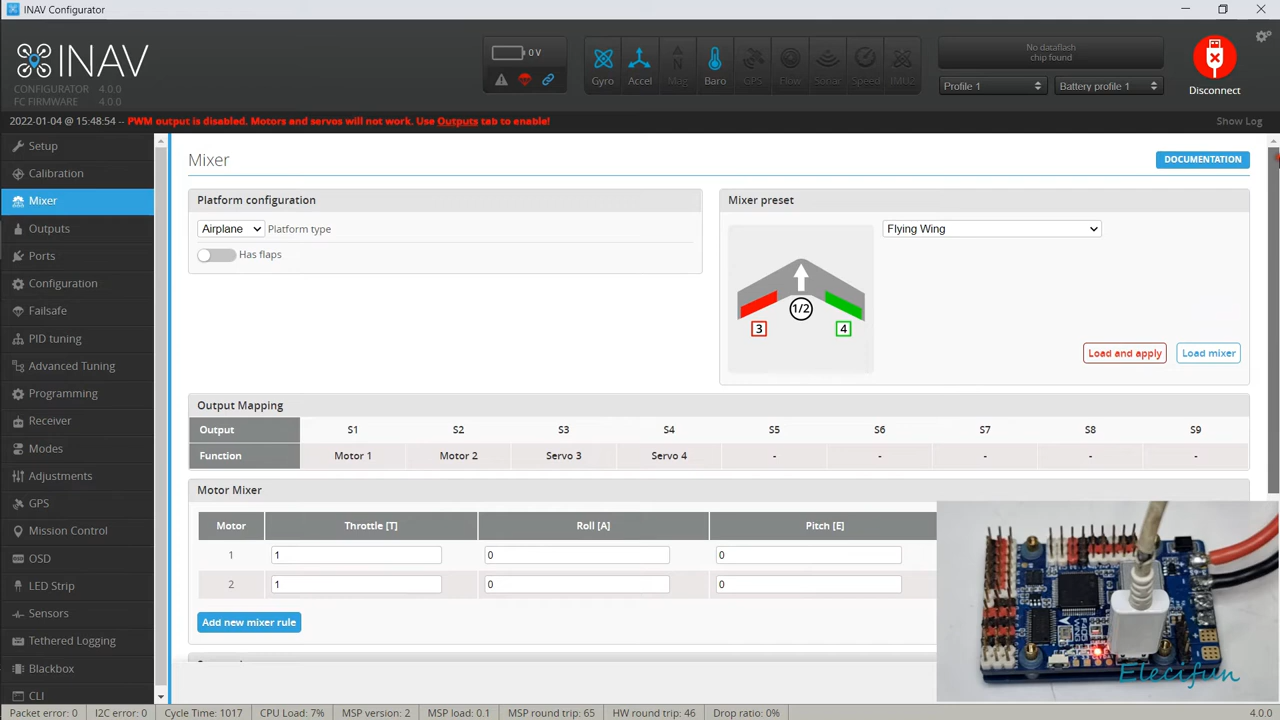 INAV Configurator
INAV
CONFIGURATOR 4.0.0
FC FIRMWARE 4.0.0
0 V
Gyro
Accel
Mag
Baro
GPS
Flow
Sonar
Speed
IMU2
No dataflash
chip found
Profile 1
Battery profile 1
Disconnect
2022-01-04 @ 15:48:54 -- PWM output is disabled. Motors and servos will not work. Use Outputs tab to enable!
Show Log
Setup
Calibration
Mixer
Outputs
Ports
Configuration
Failsafe
PID tuning
Advanced Tuning
Programming
Receiver
Modes
Adjustments
GPS
Mission Control
OSD
LED Strip
Sensors
Tethered Logging
Blackbox
CLI
Mixer
DOCUMENTATION
Platform configuration
Airplane Platform type
Has flaps
Mixer preset
Flying Wing
1/2
3 4
Load and apply Load mixer
Output Mapping
Output S1 S2 S3 S4 S5 S6 S7 S8 S9
Function Motor 1 Motor 2 Servo 3 Servo 4 - - - - -
Motor Mixer
Motor Throttle [T] Roll [A] Pitch [E]
1 1 0 0
2 1 0 0
Add new mixer rule
Elecifun
Packet error: 0 I2C error: 0 Cycle Time: 1017 CPU Load: 7% MSP version: 2 MSP load: 0.1 MSP round trip: 65 HW round trip: 46 Drop ratio: 0% 4.0.0